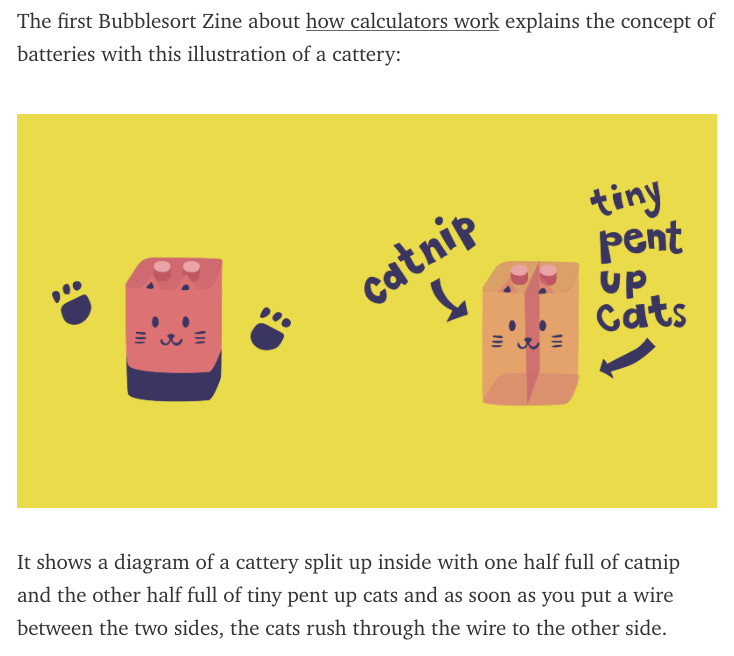 The first Bubblesort Zine about how calculators work explains the concept of
batteries with this illustration of a cattery:
catnip
tiny
pent
up
cats
It shows a diagram of a cattery split up inside with one half full of catnip
and the other half full of tiny pent up cats and as soon as you put a wire
between the two sides, the cats rush through the wire to the other side.